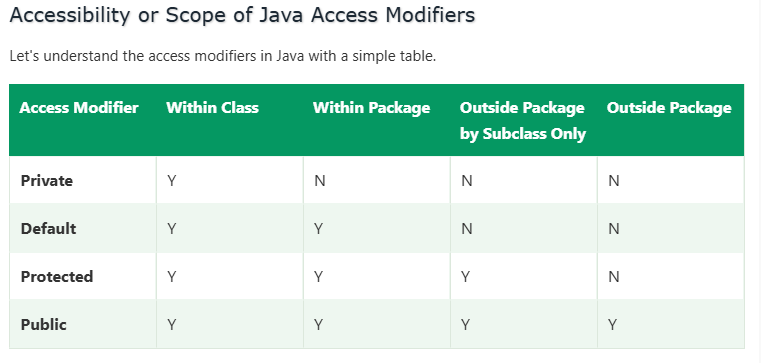 Accessibility or Scope of Java Access Modifiers
Let's understand the access modifiers in Java with a simple table.
Access Modifier Within Class Within Package Outside Package by Subclass Only Outside Package
Private Y N N N
Default Y Y N N
Protected Y Y Y N
Public Y Y Y Y